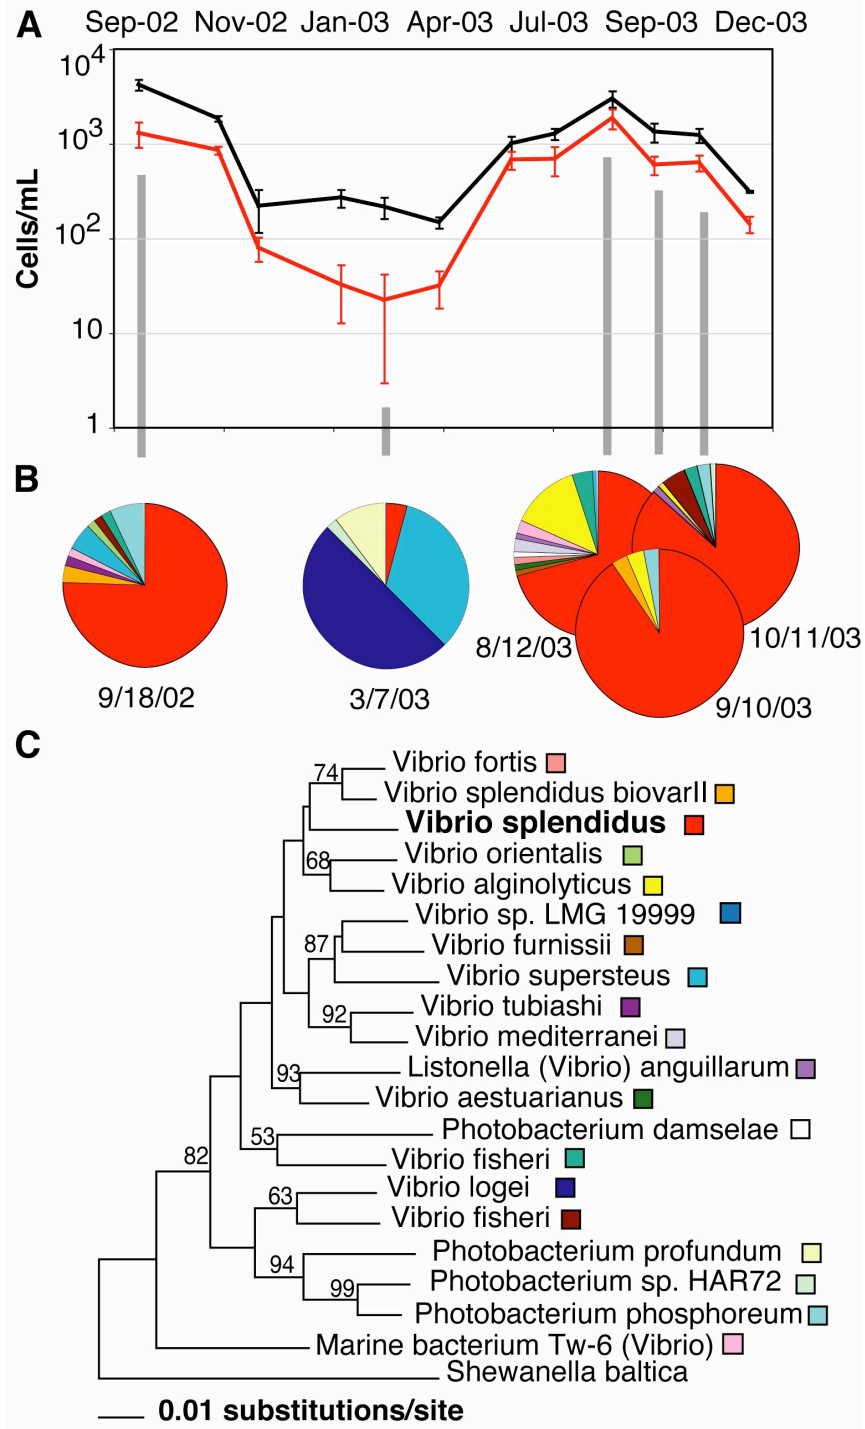 A
Sep-02 Nov-02 Jan-03 Apr-03 Jul-03 Sep-03 Dec-03
10^4
10^3
10^2
10
1
Cells/mL
B
9/18/02
3/7/03
8/12/03
10/11/03
9/10/03
C
74
Vibrio fortis
Vibrio splendidus biovarII
Vibrio splendidus
68
Vibrio orientalis
Vibrio alginolyticus
Vibrio sp. LMG 19999
87
Vibrio furnissii
Vibrio supersteus
92
Vibrio tubiashi
Vibrio mediterranei
93
Listonella (Vibrio) anguillarum
Vibrio aestuarianus
53
Photobacterium damselae
82
Vibrio fisheri
63
Vibrio logei
Vibrio fisheri
94
Photobacterium profundum
99
Photobacterium sp. HAR72
Photobacterium phosphoreum
Marine bacterium Tw-6 (Vibrio)
Shewanella baltica
0.01 substitutions/site